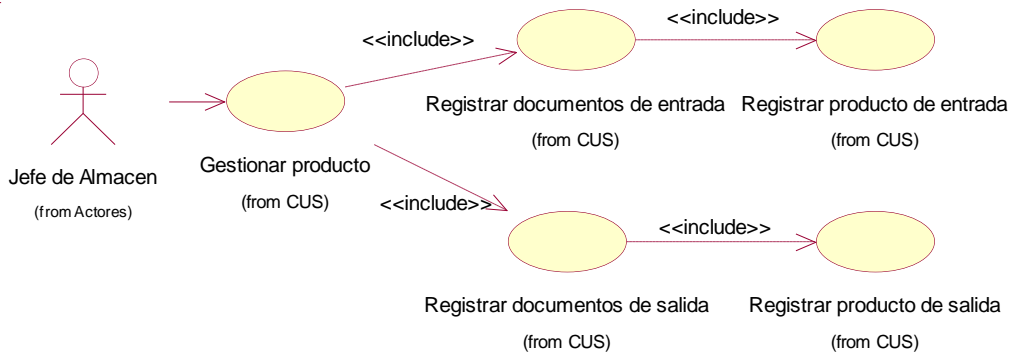 <<include>>
<<include>>
Registrar documentos de entrada
(from CUS)
Registrar producto de entrada
(from CUS)
Jefe de Almacen
(from Actores)
Gestionar producto
(from CUS)
<<include>>
<<include>>
Registrar documentos de salida
(from CUS)
Registrar producto de salida
(from CUS)